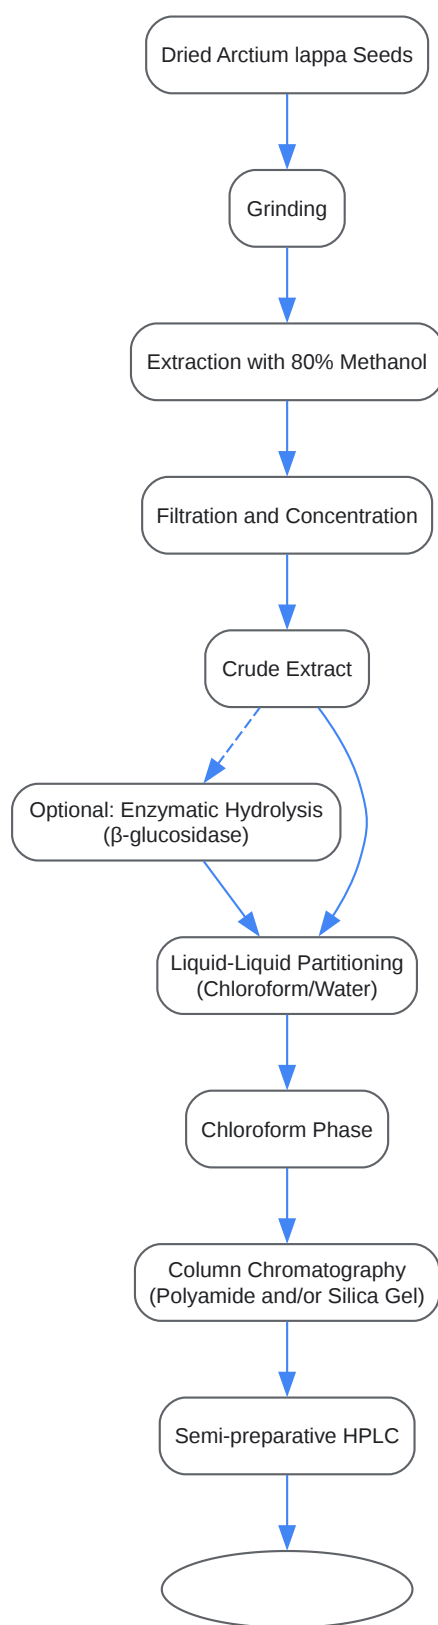 Dried Arctium lappa Seeds
Grinding
Extraction with 80% Methanol
Filtration and Concentration
Crude Extract
Optional: Enzymatic Hydrolysis
(β-glucosidase)
Liquid-Liquid Partitioning
(Chloroform/Water)
Chloroform Phase
Column Chromatography
(Polyamide and/or Silica Gel)
Semi-preparative HPLC